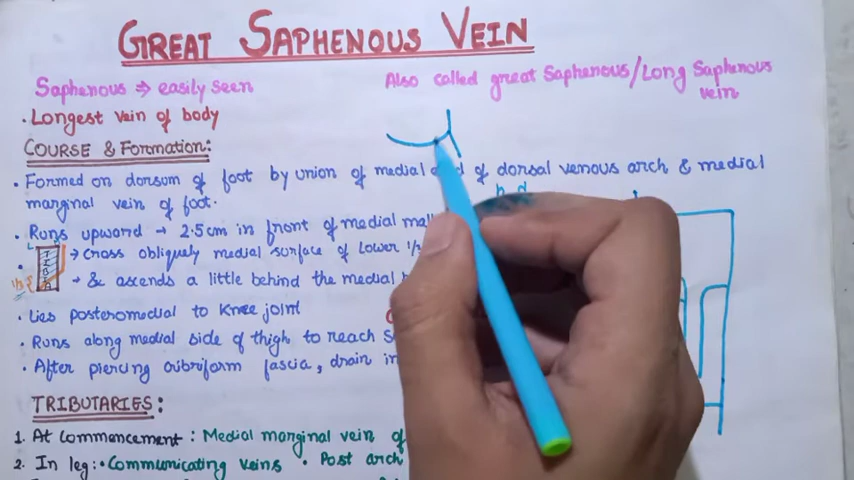 GREAT SAPHENOUS VEIN
Saphenous ⇒ easily seen
Also called great Saphenous/Long Saphenous
vein
• Longest vein of body
COURSE & Formation:
• Formed on dorsum of foot by union of medial of dorsal venous arch & medial
marginal vein of foot.
• Runs upward → 2.5cm in front of medial
→ cross obliquely medial surface of lower 1/3
TIBIA
1/3
→ & ascends a little behind the medial
• Lies posteromedial to Knee joint
• Runs along medial side of thigh to reach
• After piercing cribriform fascia, drain in
TRIBUTARIES:
1. At Commencement: Medial marginal vein of
2. In leg: • Communicating veins • Post arch